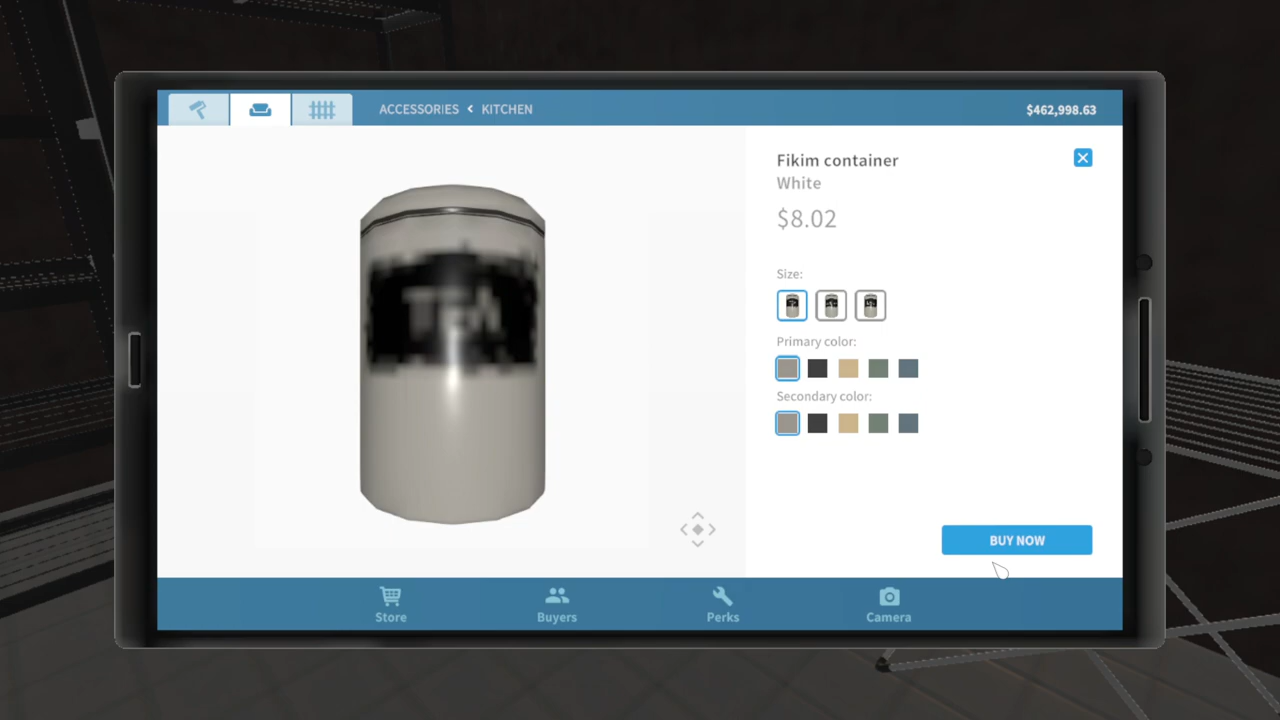 ACCESSORIES < KITCHEN
$462,998.63
Fikim container
White
$8.02
TEA
Size:
Primary color:
Secondary color:
BUY NOW
Store
Buyers
Perks
Camera